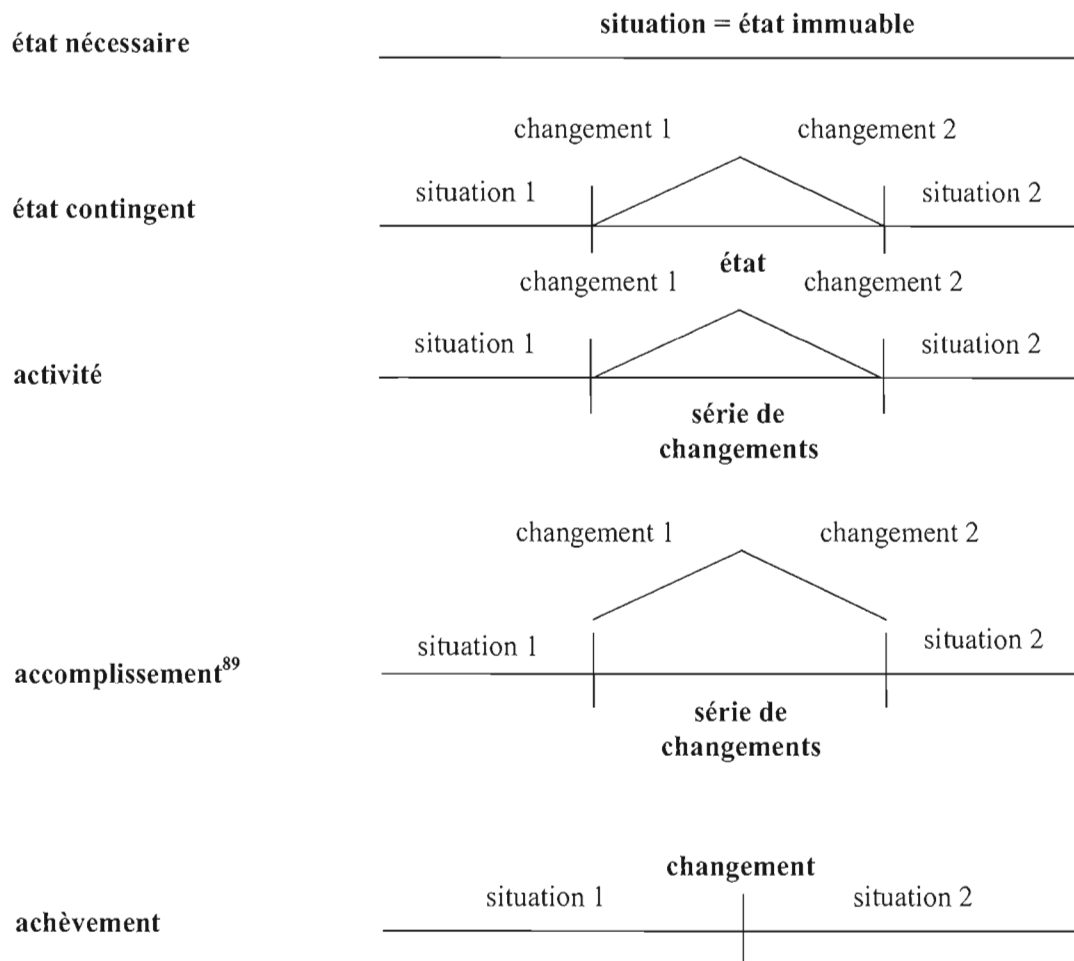 situation = état immuable
état nécessaire
changement 1 changement 2
situation 1 situation 2
état contingent
état
changement 1 changement 2
situation 1 situation 2
activité
série de
changements
changement 1 changement 2
situation 1 situation 2
accomplissement⁸⁹
série de
changements
changement
situation 1 situation 2
achèvement